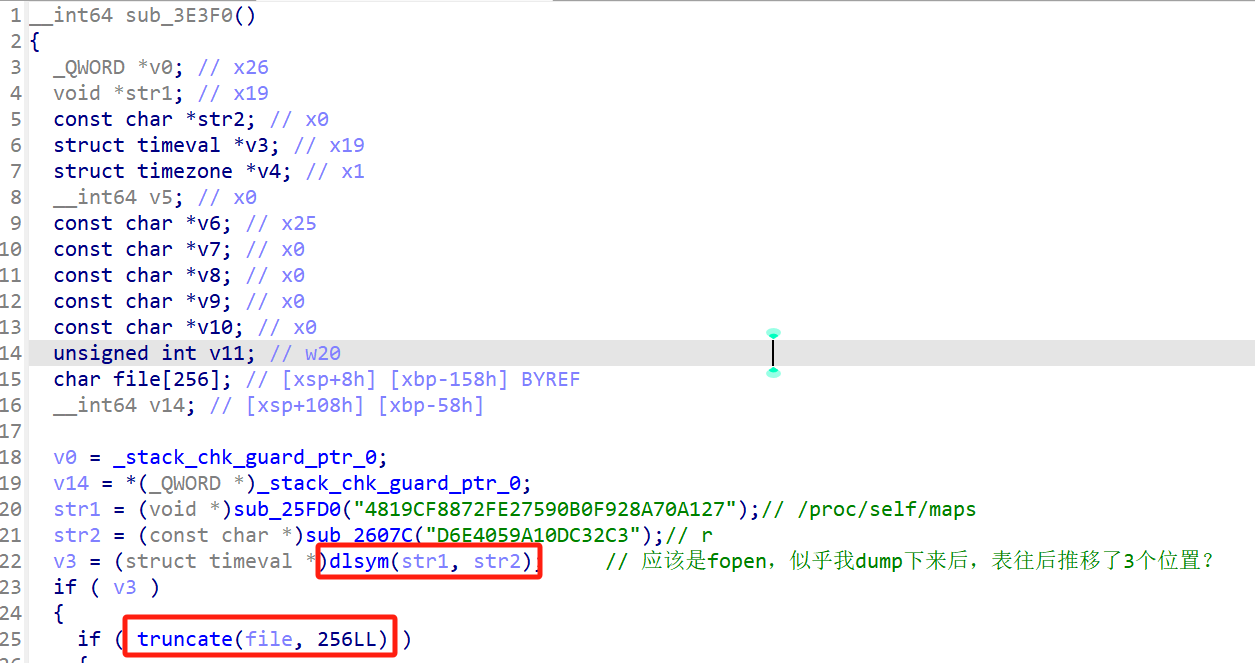 1 __int64 sub_3E3F0()
2 {
3 _QWORD *v0; // x26
4 void *str1; // x19
5 const char *str2; // x0
6 struct timeval *v3; // x19
7 struct timezone *v4; // x1
8 __int64 v5; // x0
9 const char *v6; // x25
10 const char *v7; // x0
11 const char *v8; // x0
12 const char *v9; // x0
13 const char *v10; // x0
14 unsigned int v11; // w20
15 char file[256]; // [xsp+8h] [xbp-158h] BYREF
16 __int64 v14; // [xsp+108h] [xbp-58h]
17
18 v0 = _stack_chk_guard_ptr_0;
19 v14 = *(_QWORD *)_stack_chk_guard_ptr_0;
20 str1 = (void *)sub_25FD0("4819CF8872FE27590B0F928A70A127");// /proc/self/maps
21 str2 = (const char *)sub_2607C("D6E4059A10DC32C3");// r
22 v3 = (struct timeval *)dlsym(str1, str2); // 应该是fopen，似乎我dump下来后，表往后推移了3个位置？
23 if ( v3 )
24 {
25 if ( truncate(file, 256LL) )